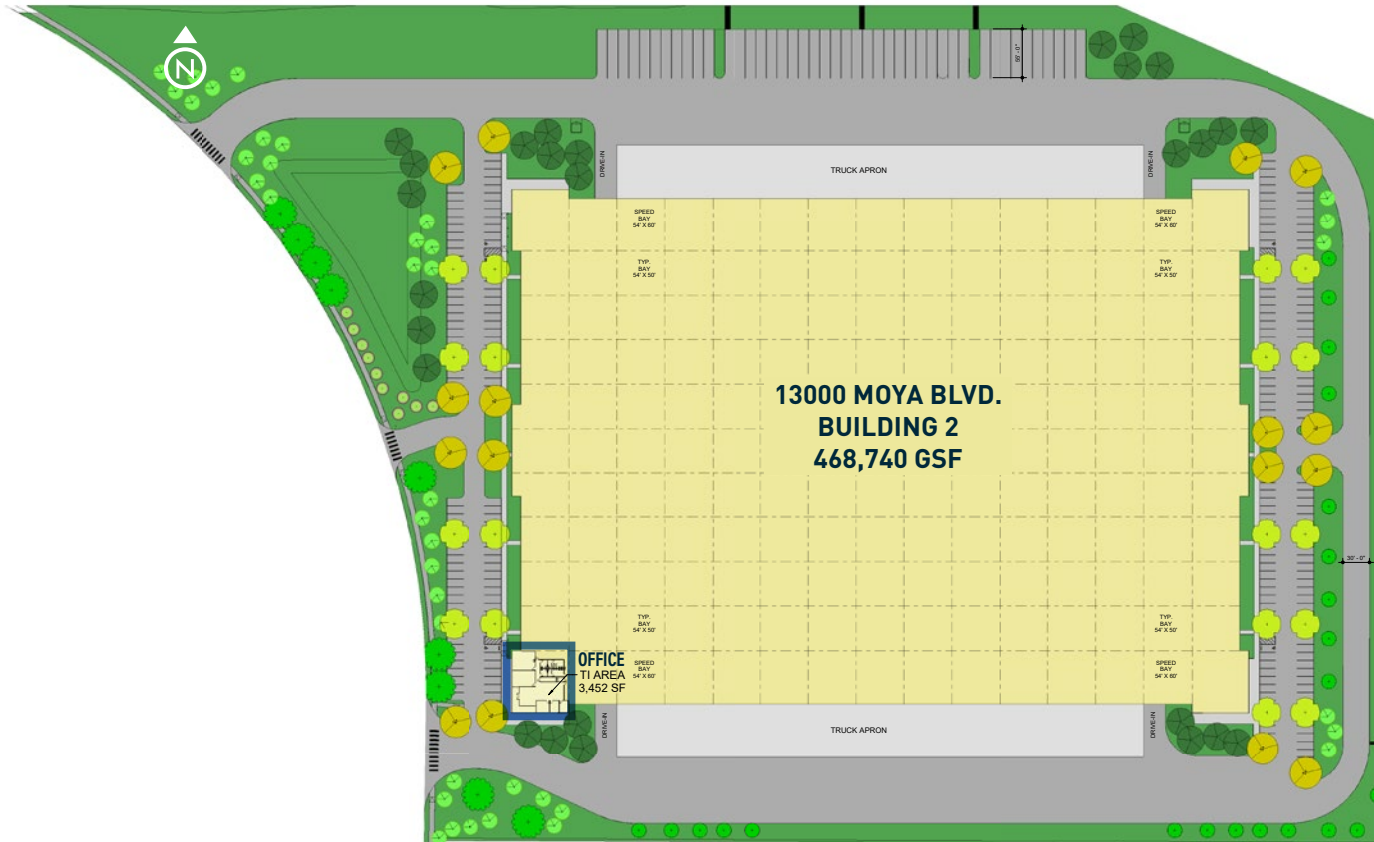 N
55' - 0"
DRIVE-IN
DRIVE-IN
TRUCK APRON
SPEED
BAY
54' X 60'
SPEED
BAY
54' X 60'
TYP.
BAY
54' X 50'
TYP.
BAY
54' X 50'
13000 MOYA BLVD.
BUILDING 2
468,740 GSF
30' - 0"
TYP.
BAY
54' X 50'
TYP.
BAY
54' X 50'
OFFICE
TI AREA
3,452 SF
SPEED
BAY
54' X 60'
SPEED
BAY
54' X 60'
DRIVE-IN
DRIVE-IN
TRUCK APRON